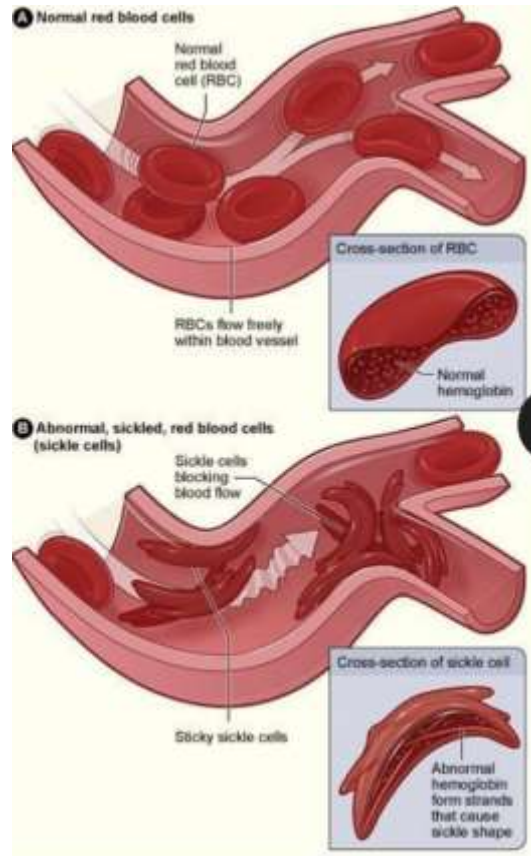 A Normal red blood cells
Normal
red blood
cell (RBC)
RBCs flow freely
within blood vessel
Cross-section of RBC
Normal
hemoglobin
B Abnormal, sickled, red blood cells
(sickle cells)
Sickle cells
blocking
blood flow
Sticky sickle cells
Cross-section of sickle cell
Abnormal
hemoglobin
form strands
that cause
sickle shape